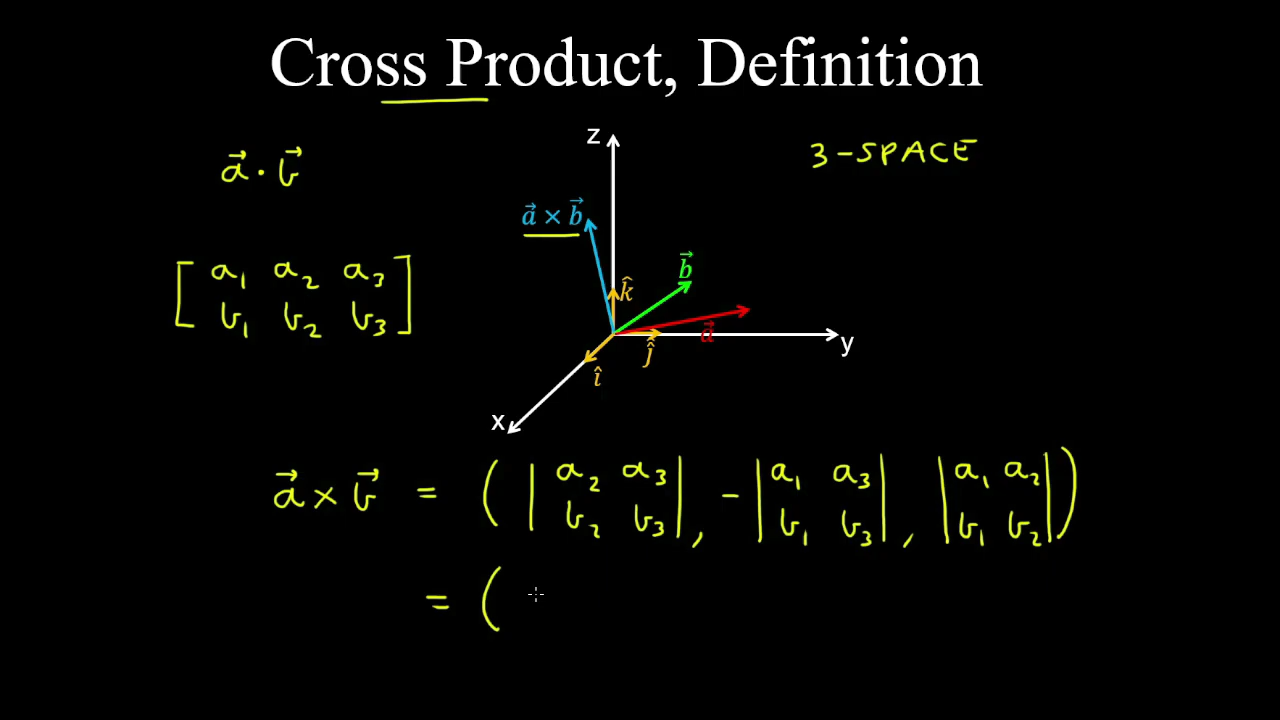 Cross Product, Definition
a⃗ · b⃗
3-SPACE
z
a⃗ × b⃗
b⃗
k̂
a⃗
ĵ
y
î
x
[ a₁ a₂ a₃
b₁ b₂ b₃ ]
a⃗ × b⃗ = ( | a₂ a₃ | , - | a₁ a₃ | , | a₁ a₂ | )
| b₂ b₃ | | b₁ b₃ | | b₁ b₂ |
= (